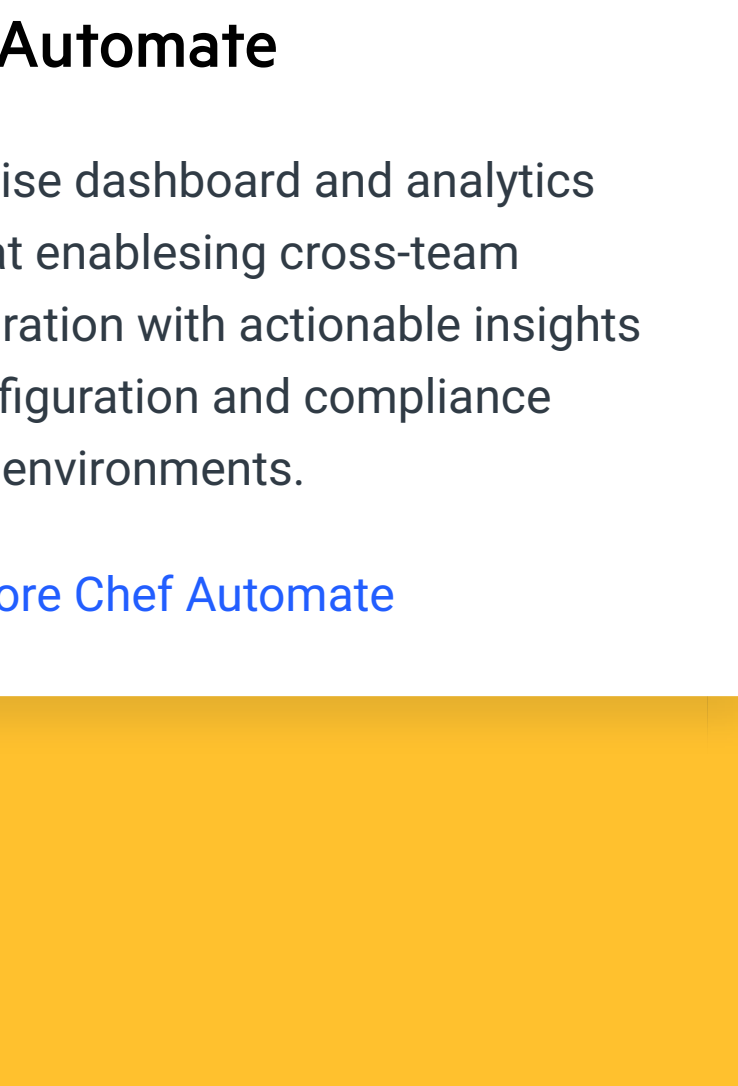 Automate
ise dashboard and analytics
at enablesing cross-team
ration with actionable insights
figuration and compliance
environments.
ore Chef Automate